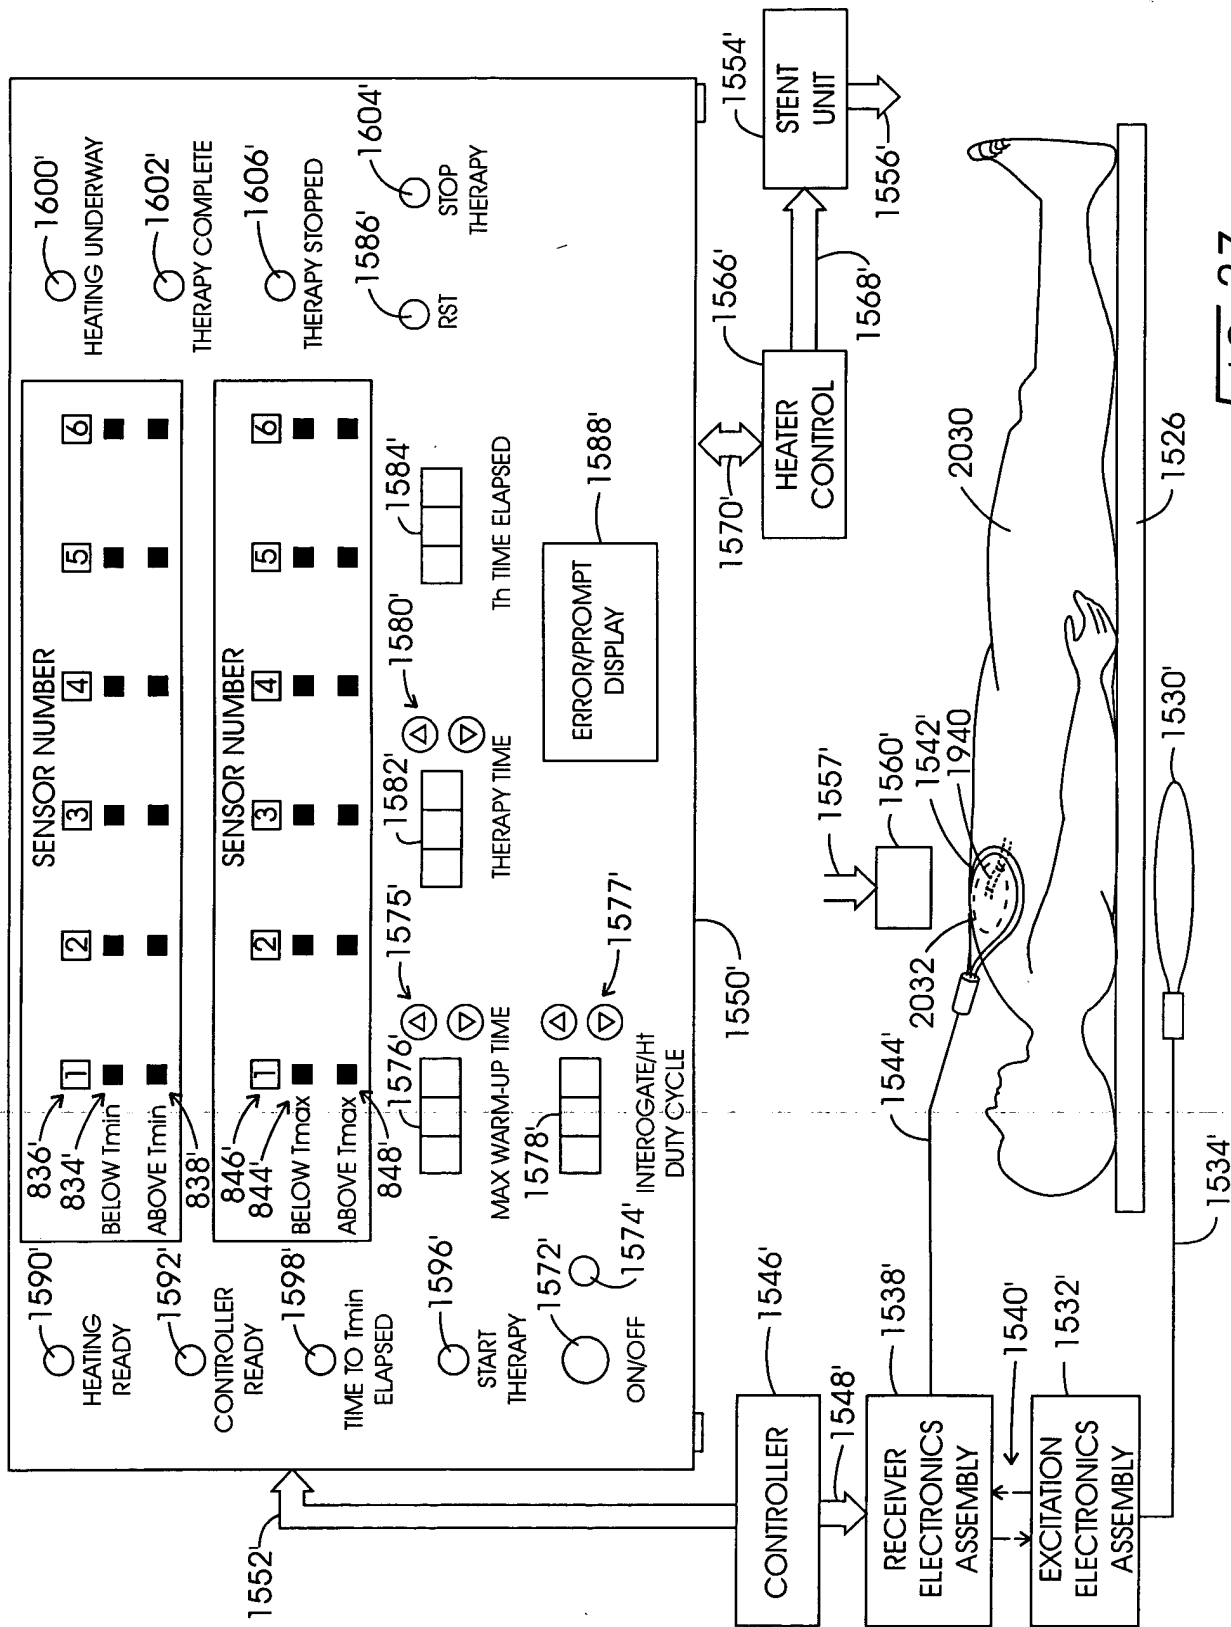 1590'
HEATING
READY
1592'
CONTROLLER
READY
1598'
TIME TO Tmin
ELAPSED
1596'
START
THERAPY
1572'
ON/OFF
1574'
836'
834'
BELOW Tmin
ABOVE Tmin
838'
SENSOR NUMBER
1 2 3 4 5 6
846'
844'
BELOW Tmax
ABOVE Tmax
848'
SENSOR NUMBER
1 2 3 4 5 6
1600'
HEATING UNDERWAY
1602'
THERAPY COMPLETE
1606'
THERAPY STOPPED
1586'
RST
1604'
STOP
THERAPY
1576'
1575'
MAX WARM-UP TIME
1578'
1577'
INTEROGATE/Ht
DUTY CYCLE
1582'
1580'
THERAPY TIME
1584'
Th TIME ELAPSED
ERROR/PROMPT
DISPLAY
1588'
1550'
1552'
CONTROLLER
1546'
1548'
RECEIVER
ELECTRONICS
ASSEMBLY
1538'
1540'
EXCITATION
ELECTRONICS
ASSEMBLY
1532'
1544'
1534'
2032
1557'
1560'
1542'
1940
1530'
1570'
HEATER
CONTROL
1566'
1568'
STENT
UNIT
1554'
1556'
2030
1526